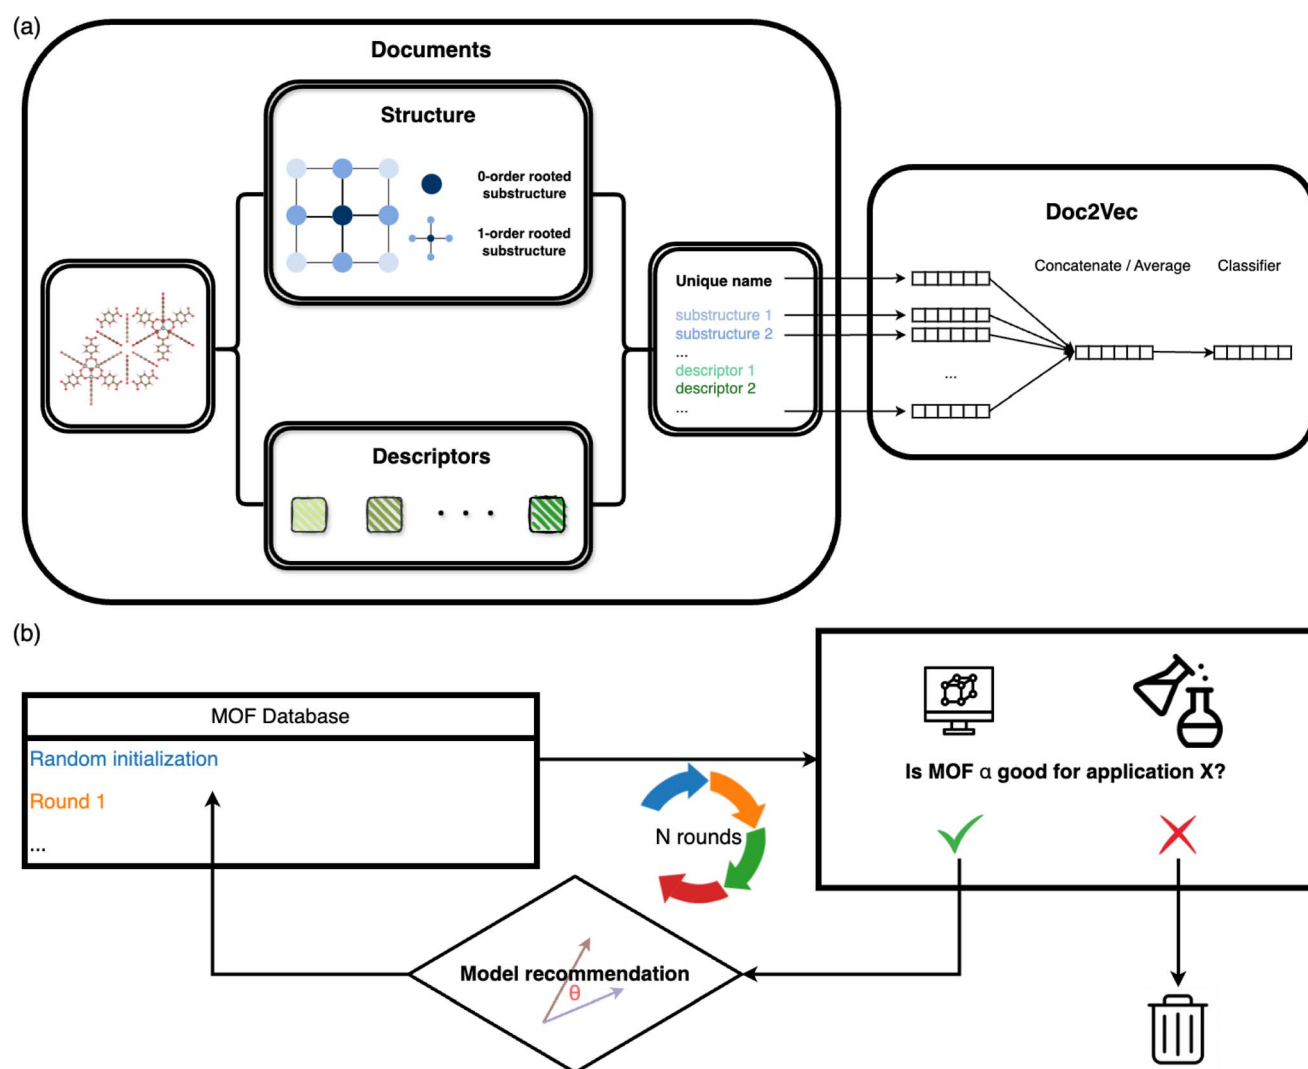 (a)
Documents
Structure
0-order rooted
substructure
1-order rooted
substructure
Descriptors
. . .
Unique name
substructure 1
substructure 2
...
descriptor 1
descriptor 2
...
Doc2Vec
Concatenate / Average
Classifier
...
(b)
MOF Database
Random initialization
Round 1
...
N rounds
Is MOF α good for application X?
Model recommendation
θ